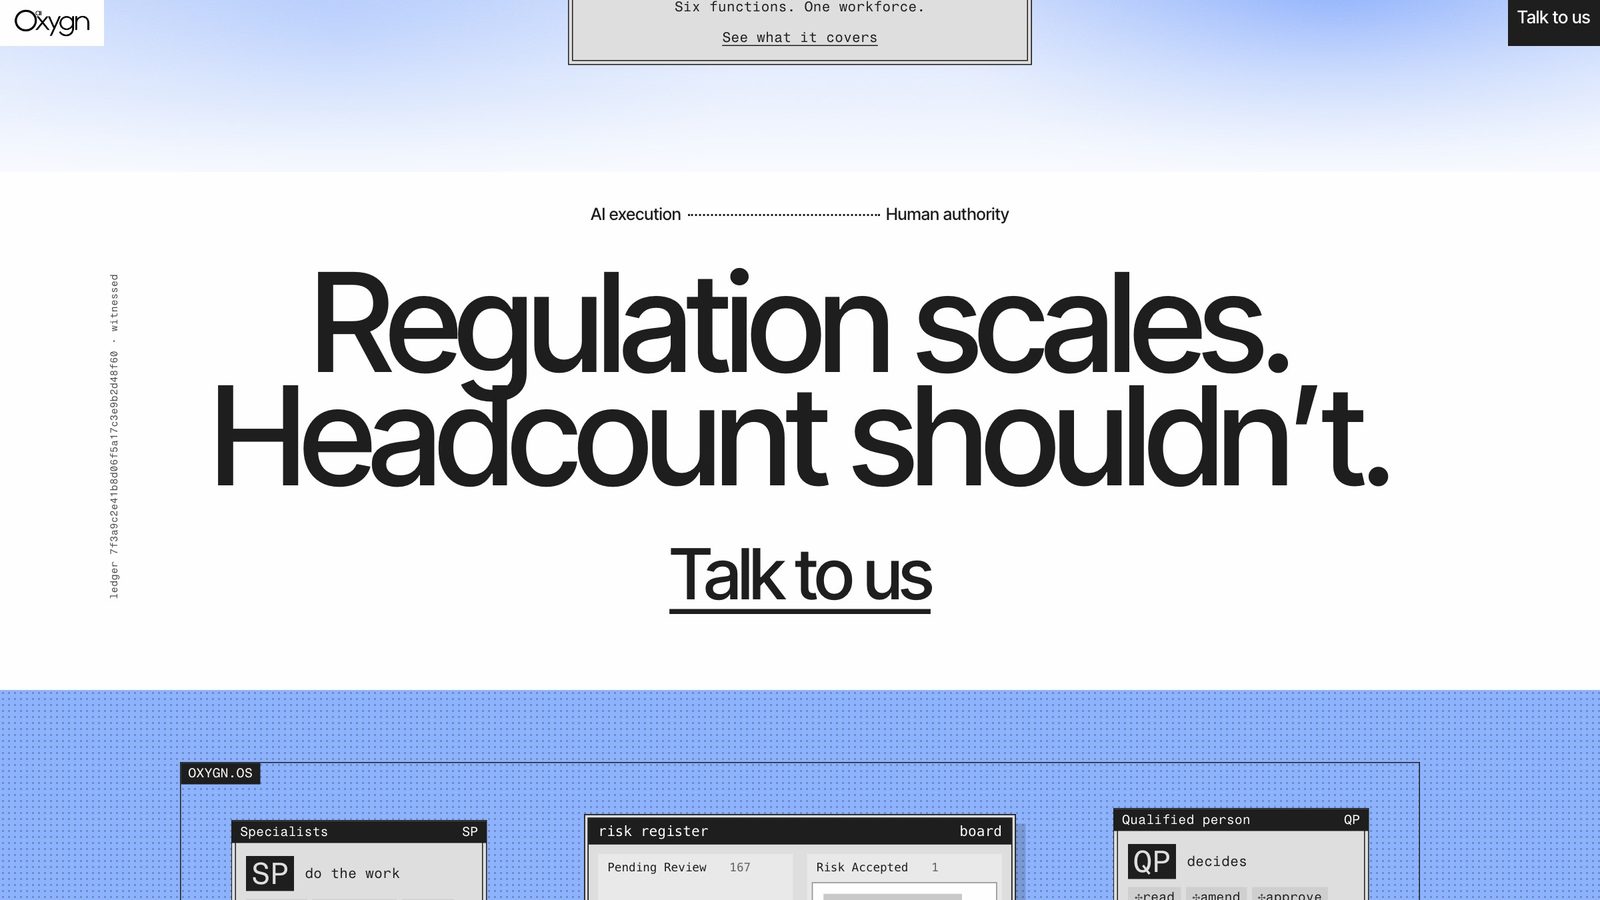 Oxygn
Six functions. One workforce.
See what it covers
Talk to us
AI execution
Human authority
Regulation scales.
Headcount shouldn’t.
Talk to us
ledger 7f3a9c2e41b8d06f5a17c3e9b2d48f60 · witnessed
OXYGN.OS
Specialists SP
SP do the work
risk register board
Pending Review 167
Risk Accepted 1
Qualified person QP
QP decides
÷read ÷amend ÷approve